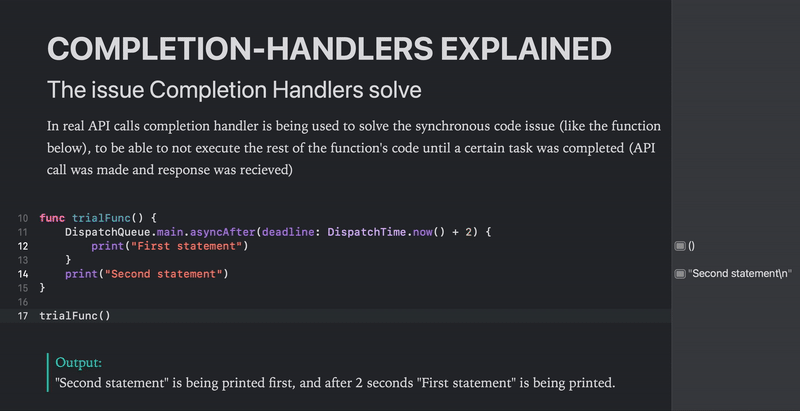 COMPLETION-HANDLERS EXPLAINED
The issue Completion Handlers solve
In real API calls completion handler is being used to solve the synchronous code issue (like the function
below), to be able to not execute the rest of the function's code until a certain task was completed (API
call was made and response was recieved)
10 func trialFunc() {
11     DispatchQueue.main.asyncAfter(deadline: DispatchTime.now() + 2) {
12         print("First statement")
()
13     }
14     print("Second statement")
"Second statement\n"
15 }
16
17 trialFunc()
Output:
"Second statement" is being printed first, and after 2 seconds "First statement" is being printed.